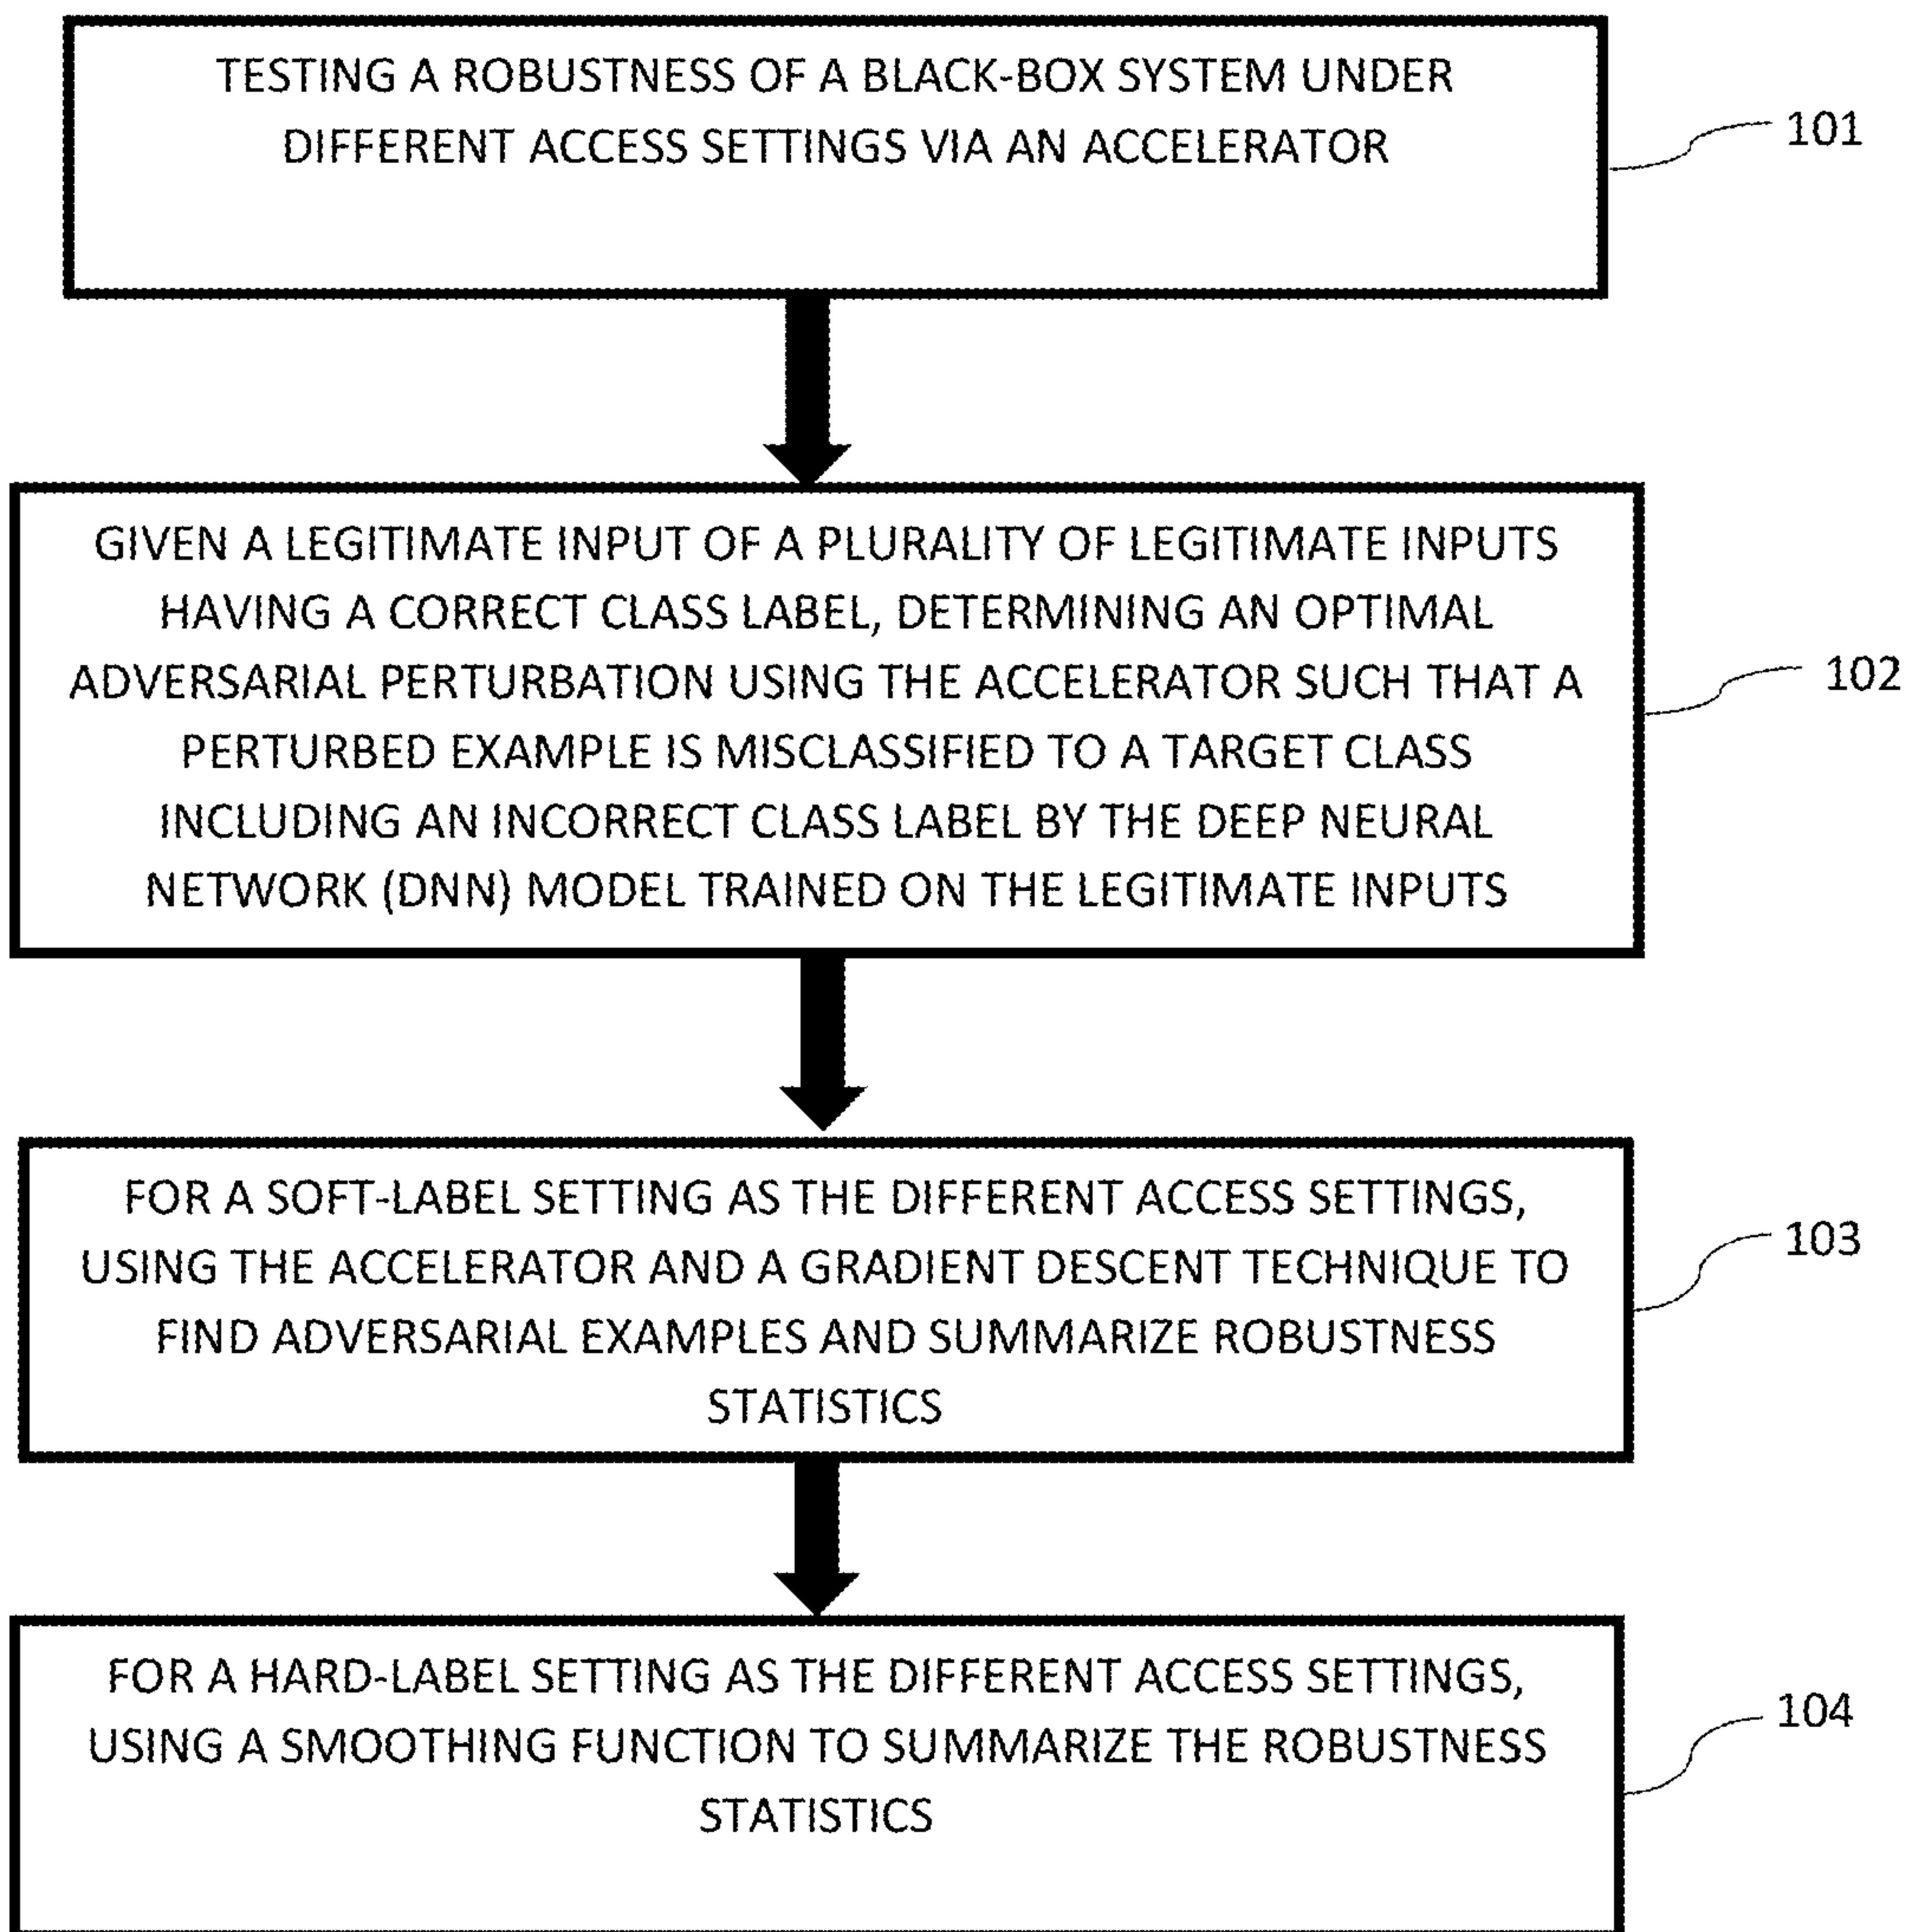 TESTING A ROBUSTNESS OF A BLACK-BOX SYSTEM UNDER
DIFFERENT ACCESS SETTINGS VIA AN ACCELERATOR
101
GIVEN A LEGITIMATE INPUT OF A PLURALITY OF LEGITIMATE INPUTS
HAVING A CORRECT CLASS LABEL, DETERMINING AN OPTIMAL
ADVERSARIAL PERTURBATION USING THE ACCELERATOR SUCH THAT A
PERTURBED EXAMPLE IS MISCLASSIFIED TO A TARGET CLASS
INCLUDING AN INCORRECT CLASS LABEL BY THE DEEP NEURAL
NETWORK (DNN) MODEL TRAINED ON THE LEGITIMATE INPUTS
102
FOR A SOFT-LABEL SETTING AS THE DIFFERENT ACCESS SETTINGS,
USING THE ACCELERATOR AND A GRADIENT DESCENT TECHNIQUE TO
FIND ADVERSARIAL EXAMPLES AND SUMMARIZE ROBUSTNESS
STATISTICS
103
FOR A HARD-LABEL SETTING AS THE DIFFERENT ACCESS SETTINGS,
USING A SMOOTHING FUNCTION TO SUMMARIZE THE ROBUSTNESS
STATISTICS
104